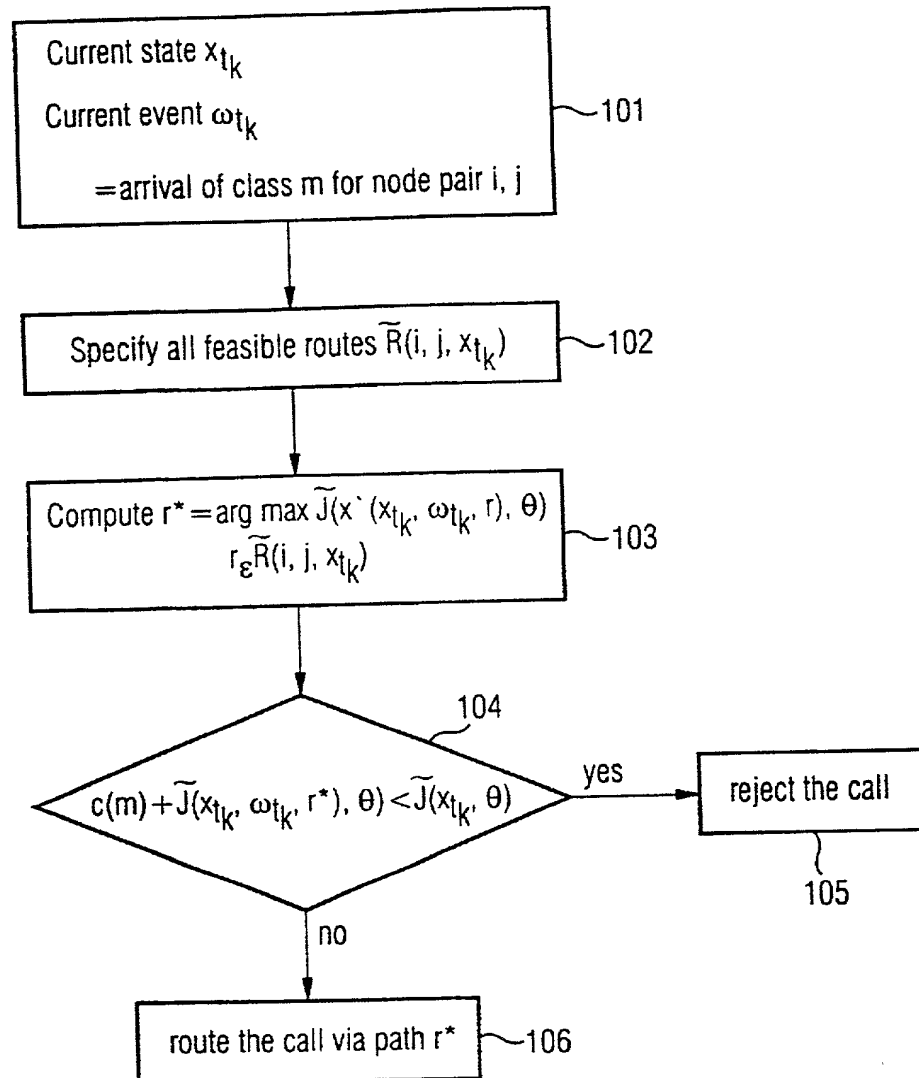 Current state x_{t_k}
Current event ω_{t_k}
=arrival of class m for node pair i, j
101
Specify all feasible routes R̃(i, j, x_{t_k})
102
Compute r* = arg max J̃(x`(x_{t_k}, ω_{t_k}, r), θ)
r_ε R̃(i, j, x_{t_k})
103
104
c(m) + J̃(x_{t_k}, ω_{t_k}, r*), θ) < J̃(x_{t_k}, θ)
yes
reject the call
105
no
route the call via path r*
106